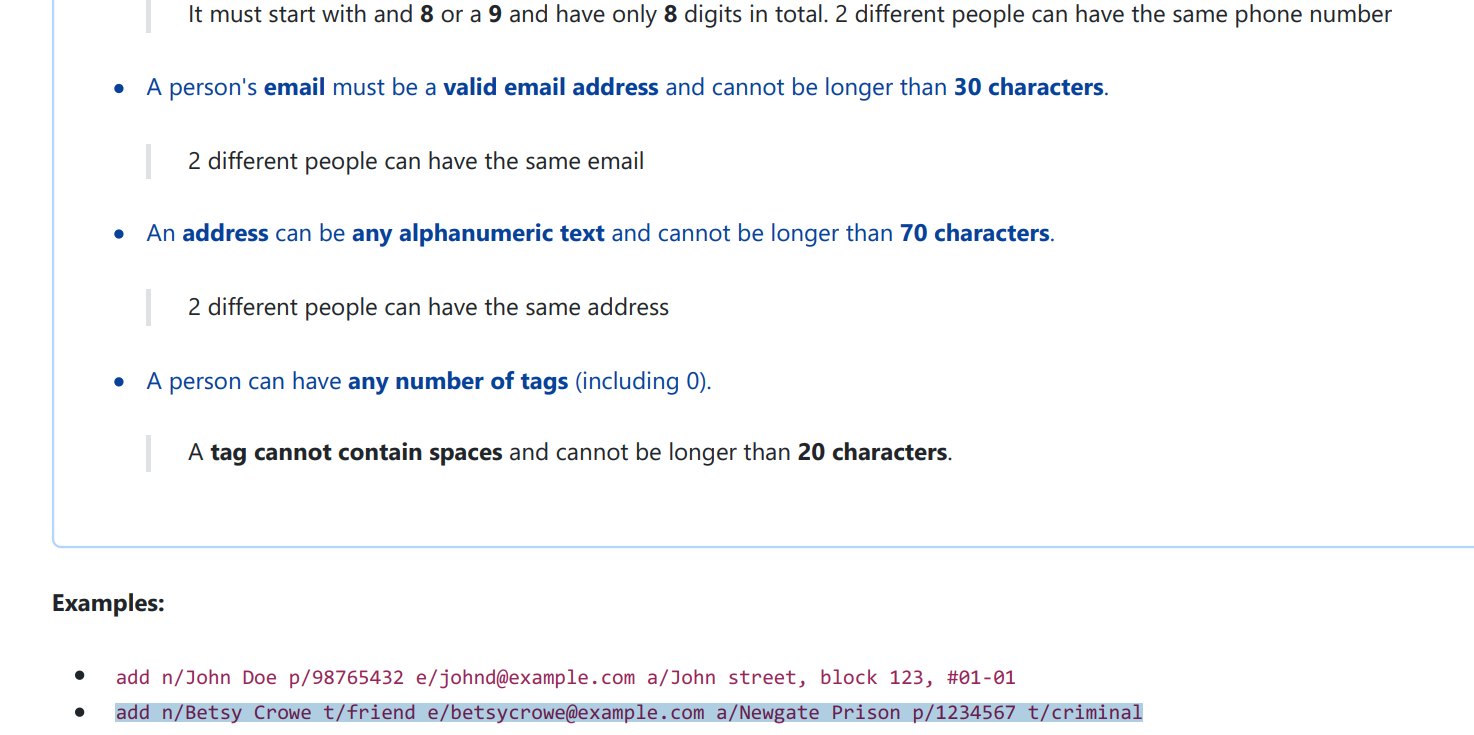 It must start with and 8 or a 9 and have only 8 digits in total. 2 different people can have the same phone number
A person's email must be a valid email address and cannot be longer than 30 characters.
2 different people can have the same email
An address can be any alphanumeric text and cannot be longer than 70 characters.
2 different people can have the same address
A person can have any number of tags (including 0).
A tag cannot contain spaces and cannot be longer than 20 characters.
Examples:
add n/John Doe p/98765432 e/johnd@example.com a/John street, block 123, #01-01
add n/Betsy Crowe t/friend e/betsycrowe@example.com a/Newgate Prison p/1234567 t/criminal